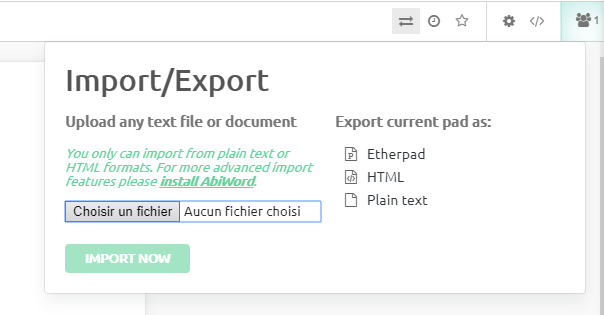 1
Import/Export
Upload any text file or document
You only can import from plain text or
HTML formats. For more advanced import
features please install AbiWord.
Choisir un fichier Aucun fichier choisi
IMPORT NOW
Export current pad as:
Etherpad
HTML
Plain text